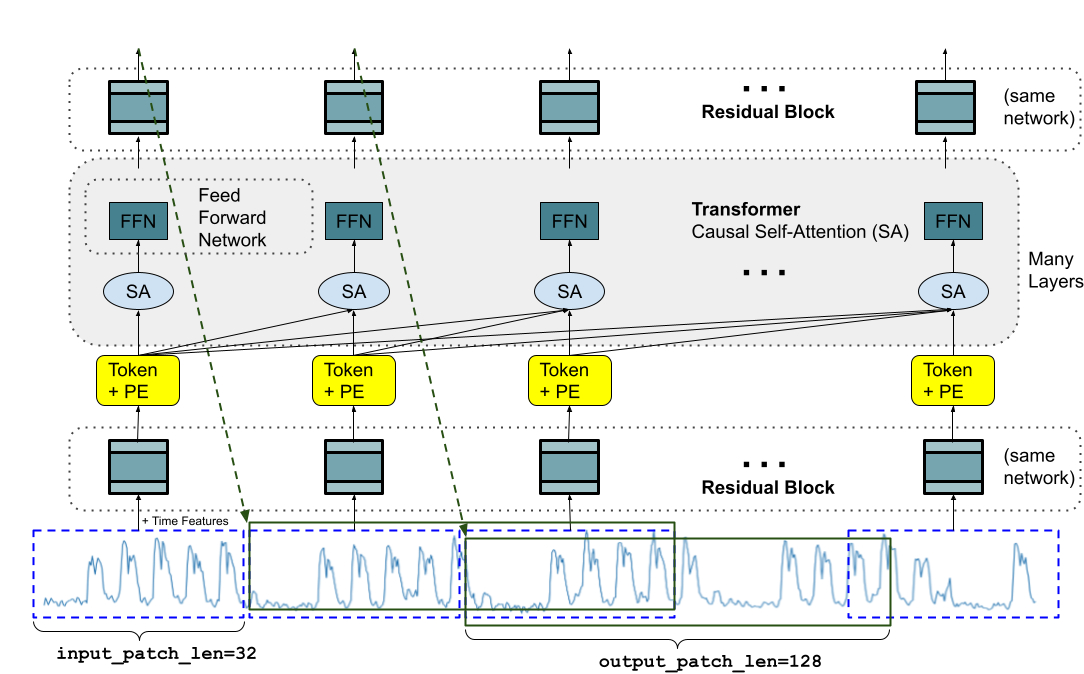 . . .
Residual Block
(same
network)
Feed
Forward
Network
FFN
FFN
FFN
FFN
Transformer
Causal Self-Attention (SA)
. . .
Many
Layers
SA
SA
SA
SA
Token
+ PE
Token
+ PE
Token
+ PE
Token
+ PE
. . .
Residual Block
(same
network)
+ Time Features
input_patch_len=32
output_patch_len=128